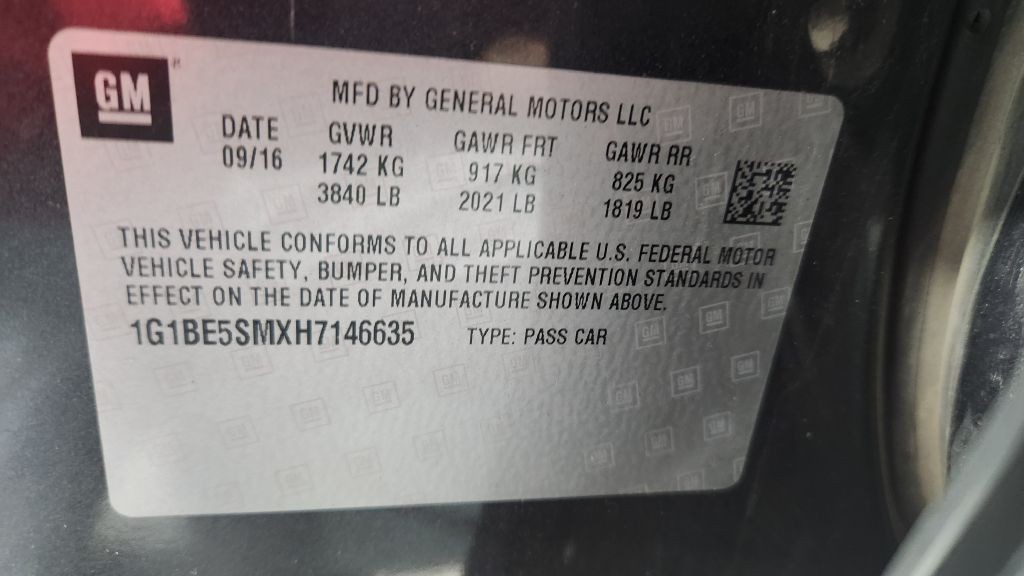 GM
MFD BY GENERAL MOTORS LLC
DATE GVWR GAWR FRT GAWR RR
09/16 1742 KG 917 KG 825 KG
3840 LB 2021 LB 1819 LB
THIS VEHICLE CONFORMS TO ALL APPLICABLE U.S. FEDERAL MOTOR
VEHICLE SAFETY, BUMPER, AND THEFT PREVENTION STANDARDS IN
EFFECT ON THE DATE OF MANUFACTURE SHOWN ABOVE.
1G1BE5SMXH7146635 TYPE: PASS CAR